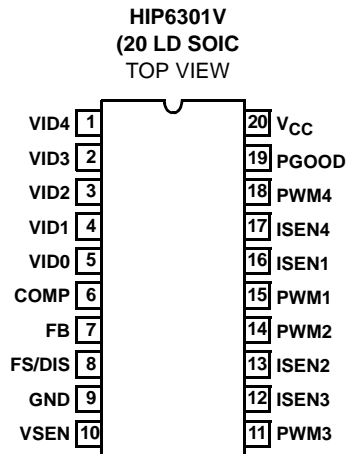 HIP6301V
(20 LD SOIC
TOP VIEW
VID4 1 20 VCC
VID3 2 19 PGOOD
VID2 3 18 PWM4
VID1 4 17 ISEN4
VID0 5 16 ISEN1
COMP 6 15 PWM1
FB 7 14 PWM2
FS/DIS 8 13 ISEN2
GND 9 12 ISEN3
VSEN 10 11 PWM3